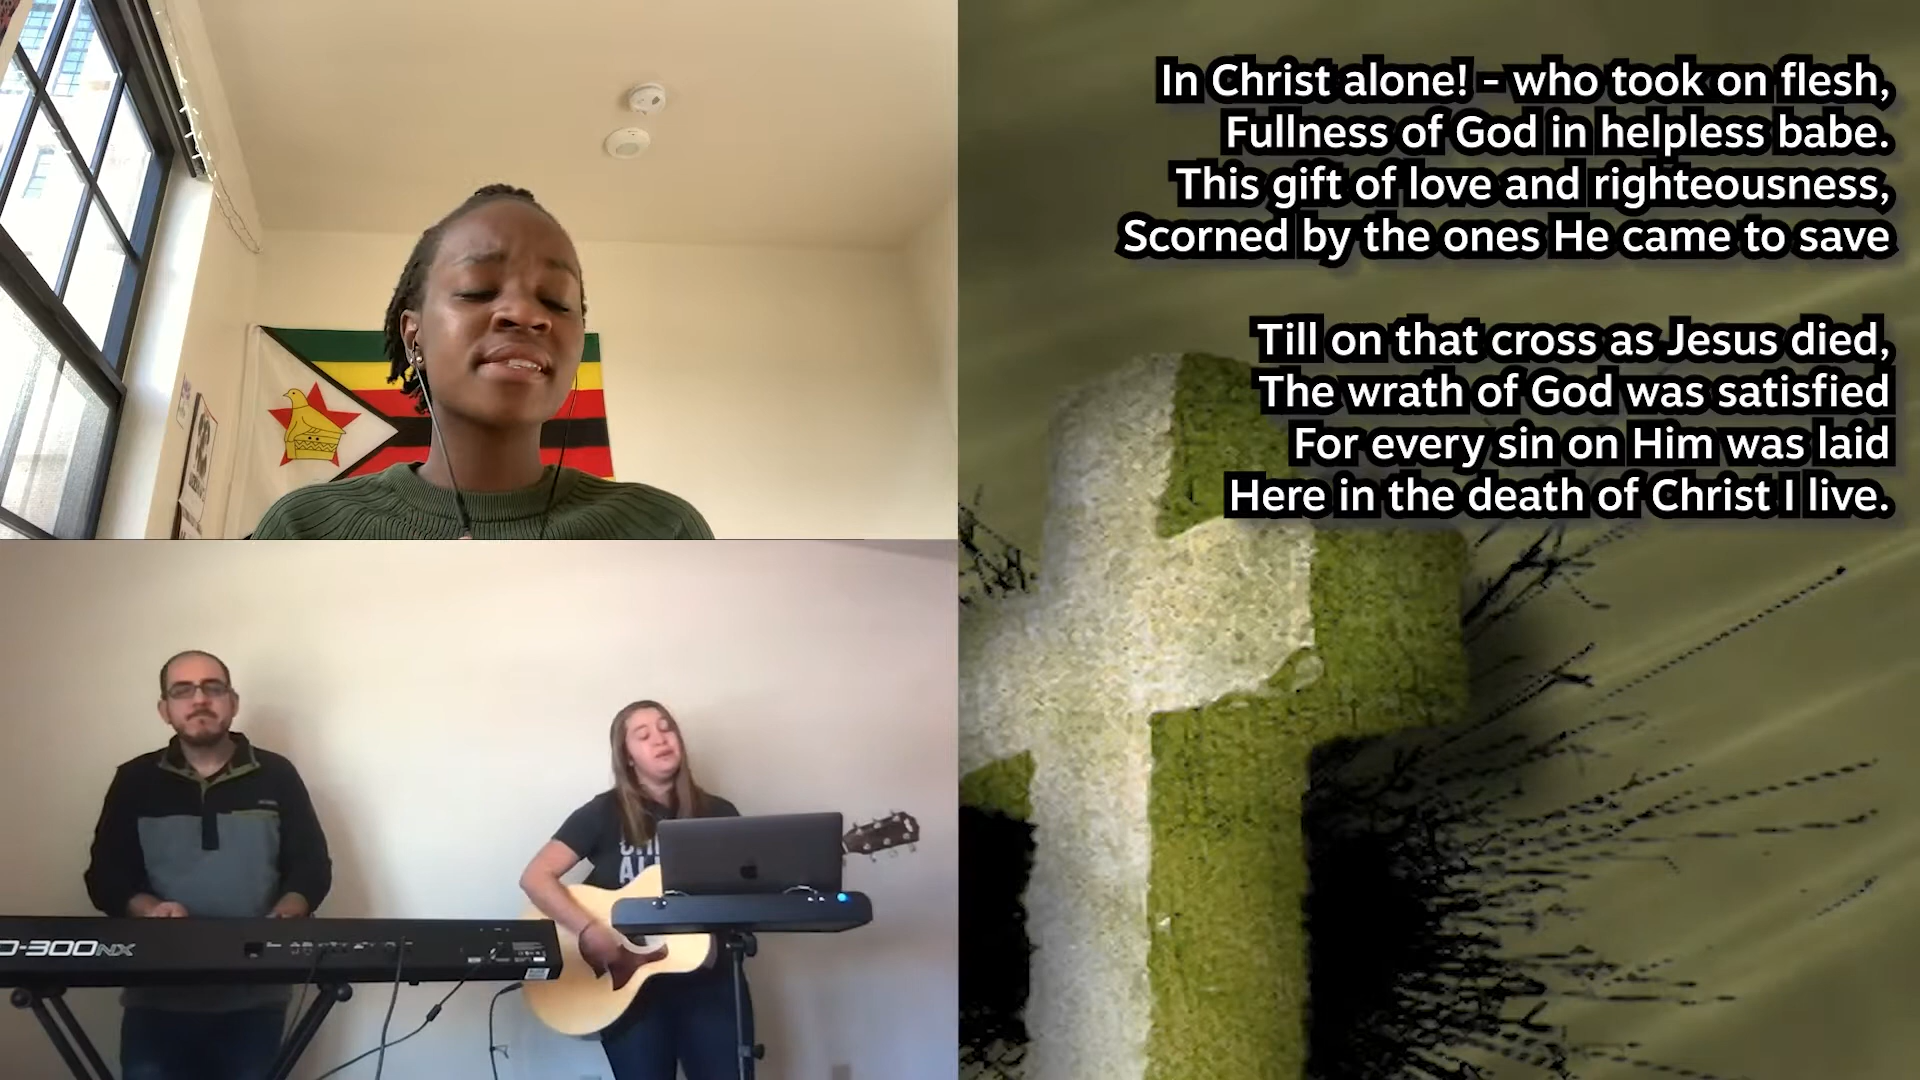 In Christ alone! - who took on flesh,
Fullness of God in helpless babe.
This gift of love and righteousness,
Scorned by the ones He came to save
Till on that cross as Jesus died,
The wrath of God was satisfied
For every sin on Him was laid
Here in the death of Christ I live.
-300NX